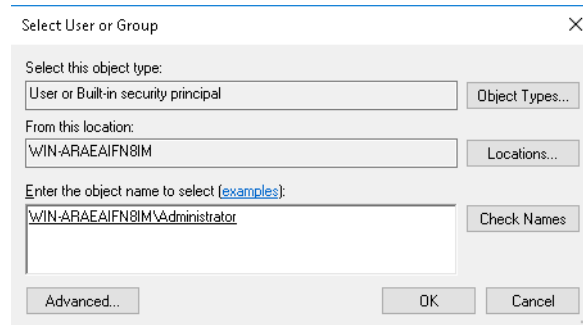 Select User or Group
Select this object type:
User or Built-in security principal
Object Types...
From this location:
WIN-ARAEAIFN8IM
Locations...
Enter the object name to select (examples):
WIN-ARAEAIFN8IM\Administrator
Check Names
Advanced...
OK
Cancel